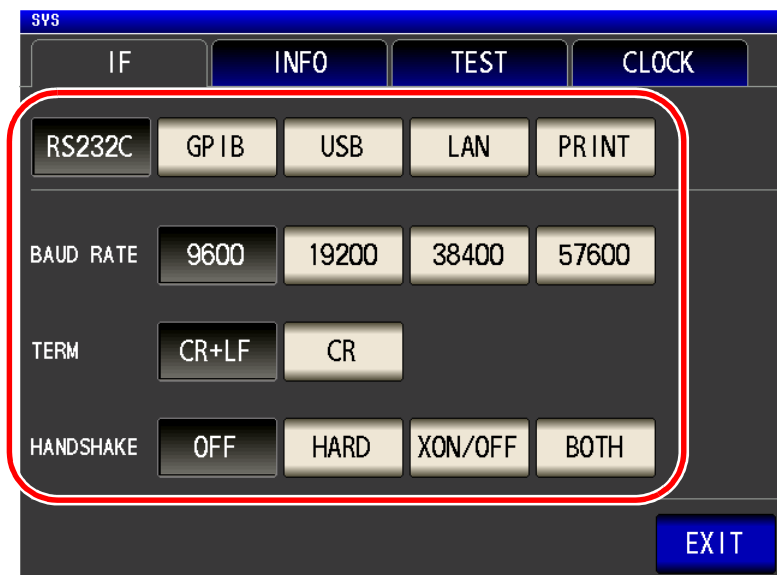 SYS
IF INFO TEST CLOCK
RS232C GPIB USB LAN PRINT
BAUD RATE 9600 19200 38400 57600
TERM CR+LF CR
HANDSHAKE OFF HARD XON/OFF BOTH
EXIT